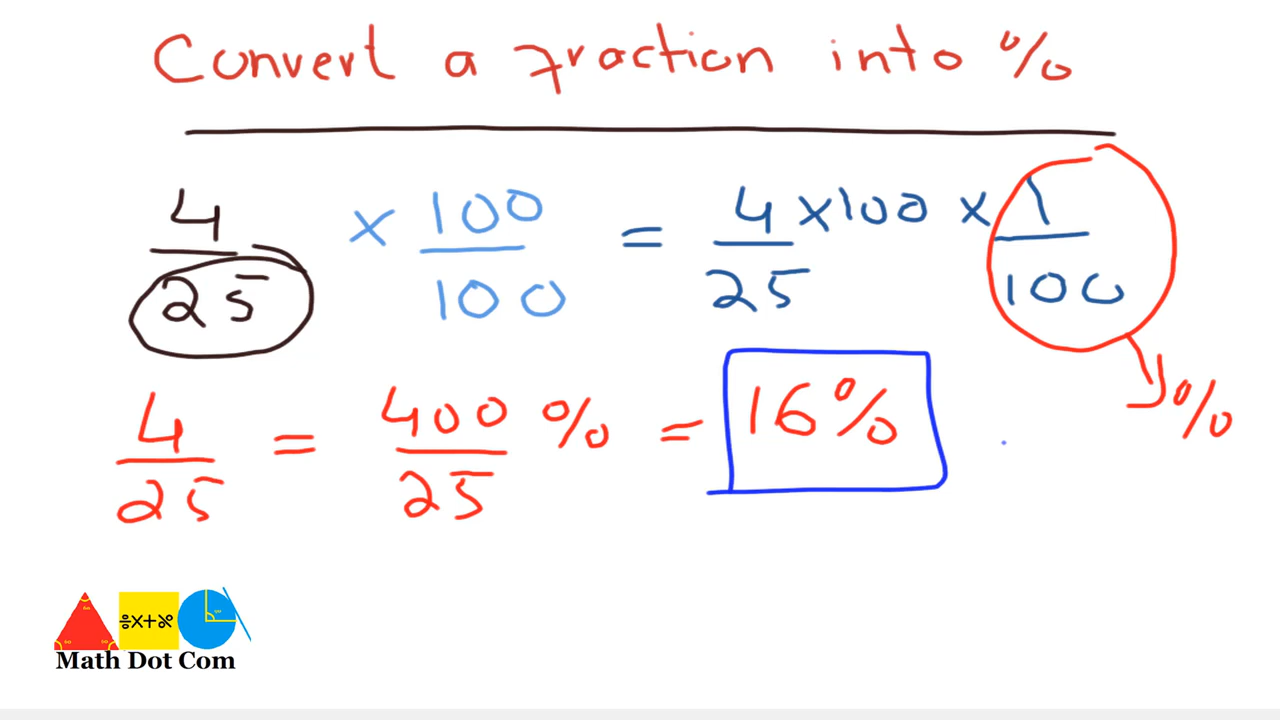 Convert a fraction into %
4/25 × 100/100 = 4/25 × 100 × 1/100
%
4/25 = 400/25 % = 16%
÷×+%
Math Dot Com